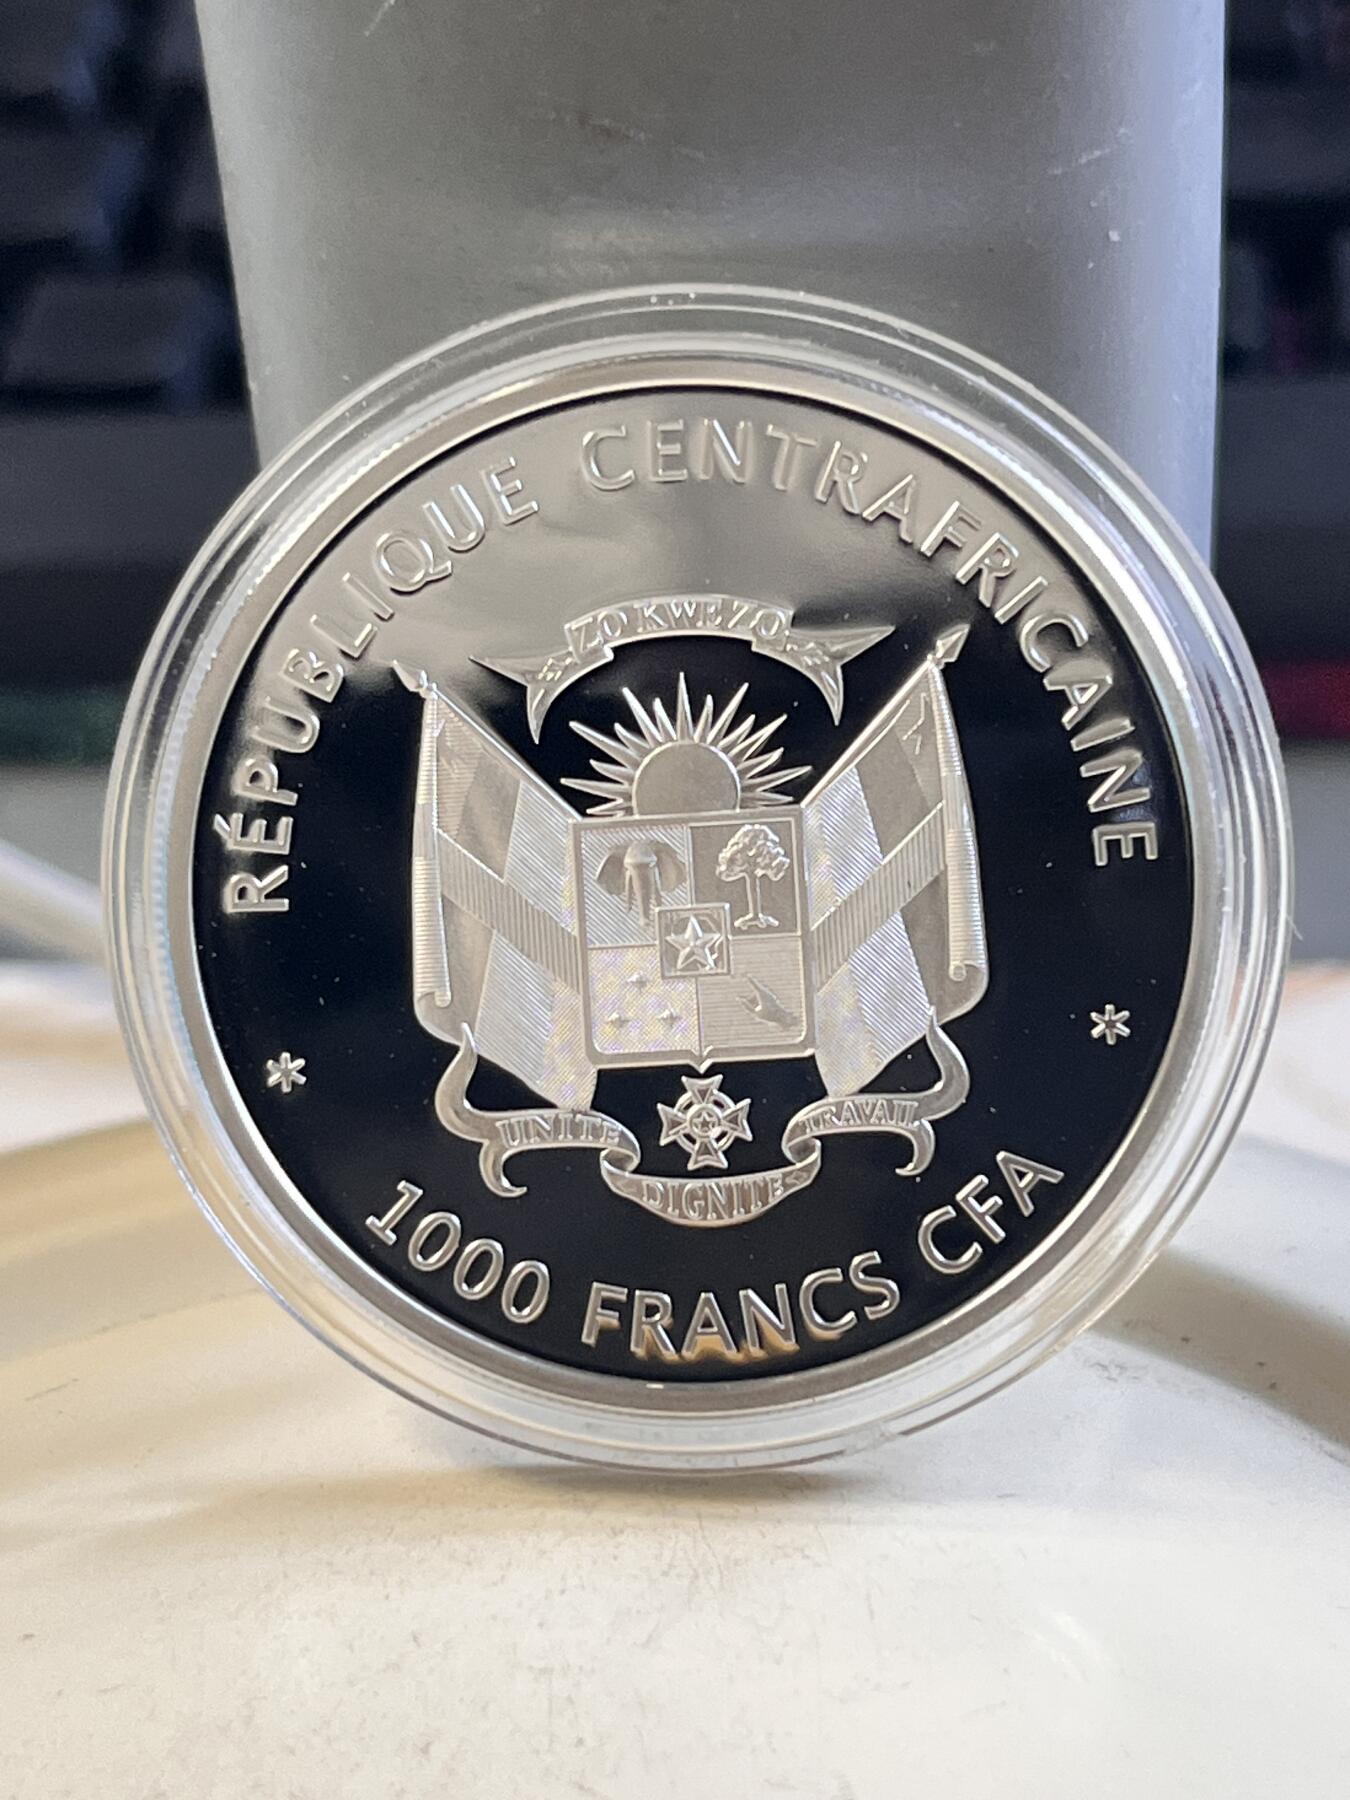 RÉPUBLIQUE CENTRAFRICAINE
ZO KWE ZO
UNITE DIGNITE TRAVAIL
* 1000 FRANCS CFA *